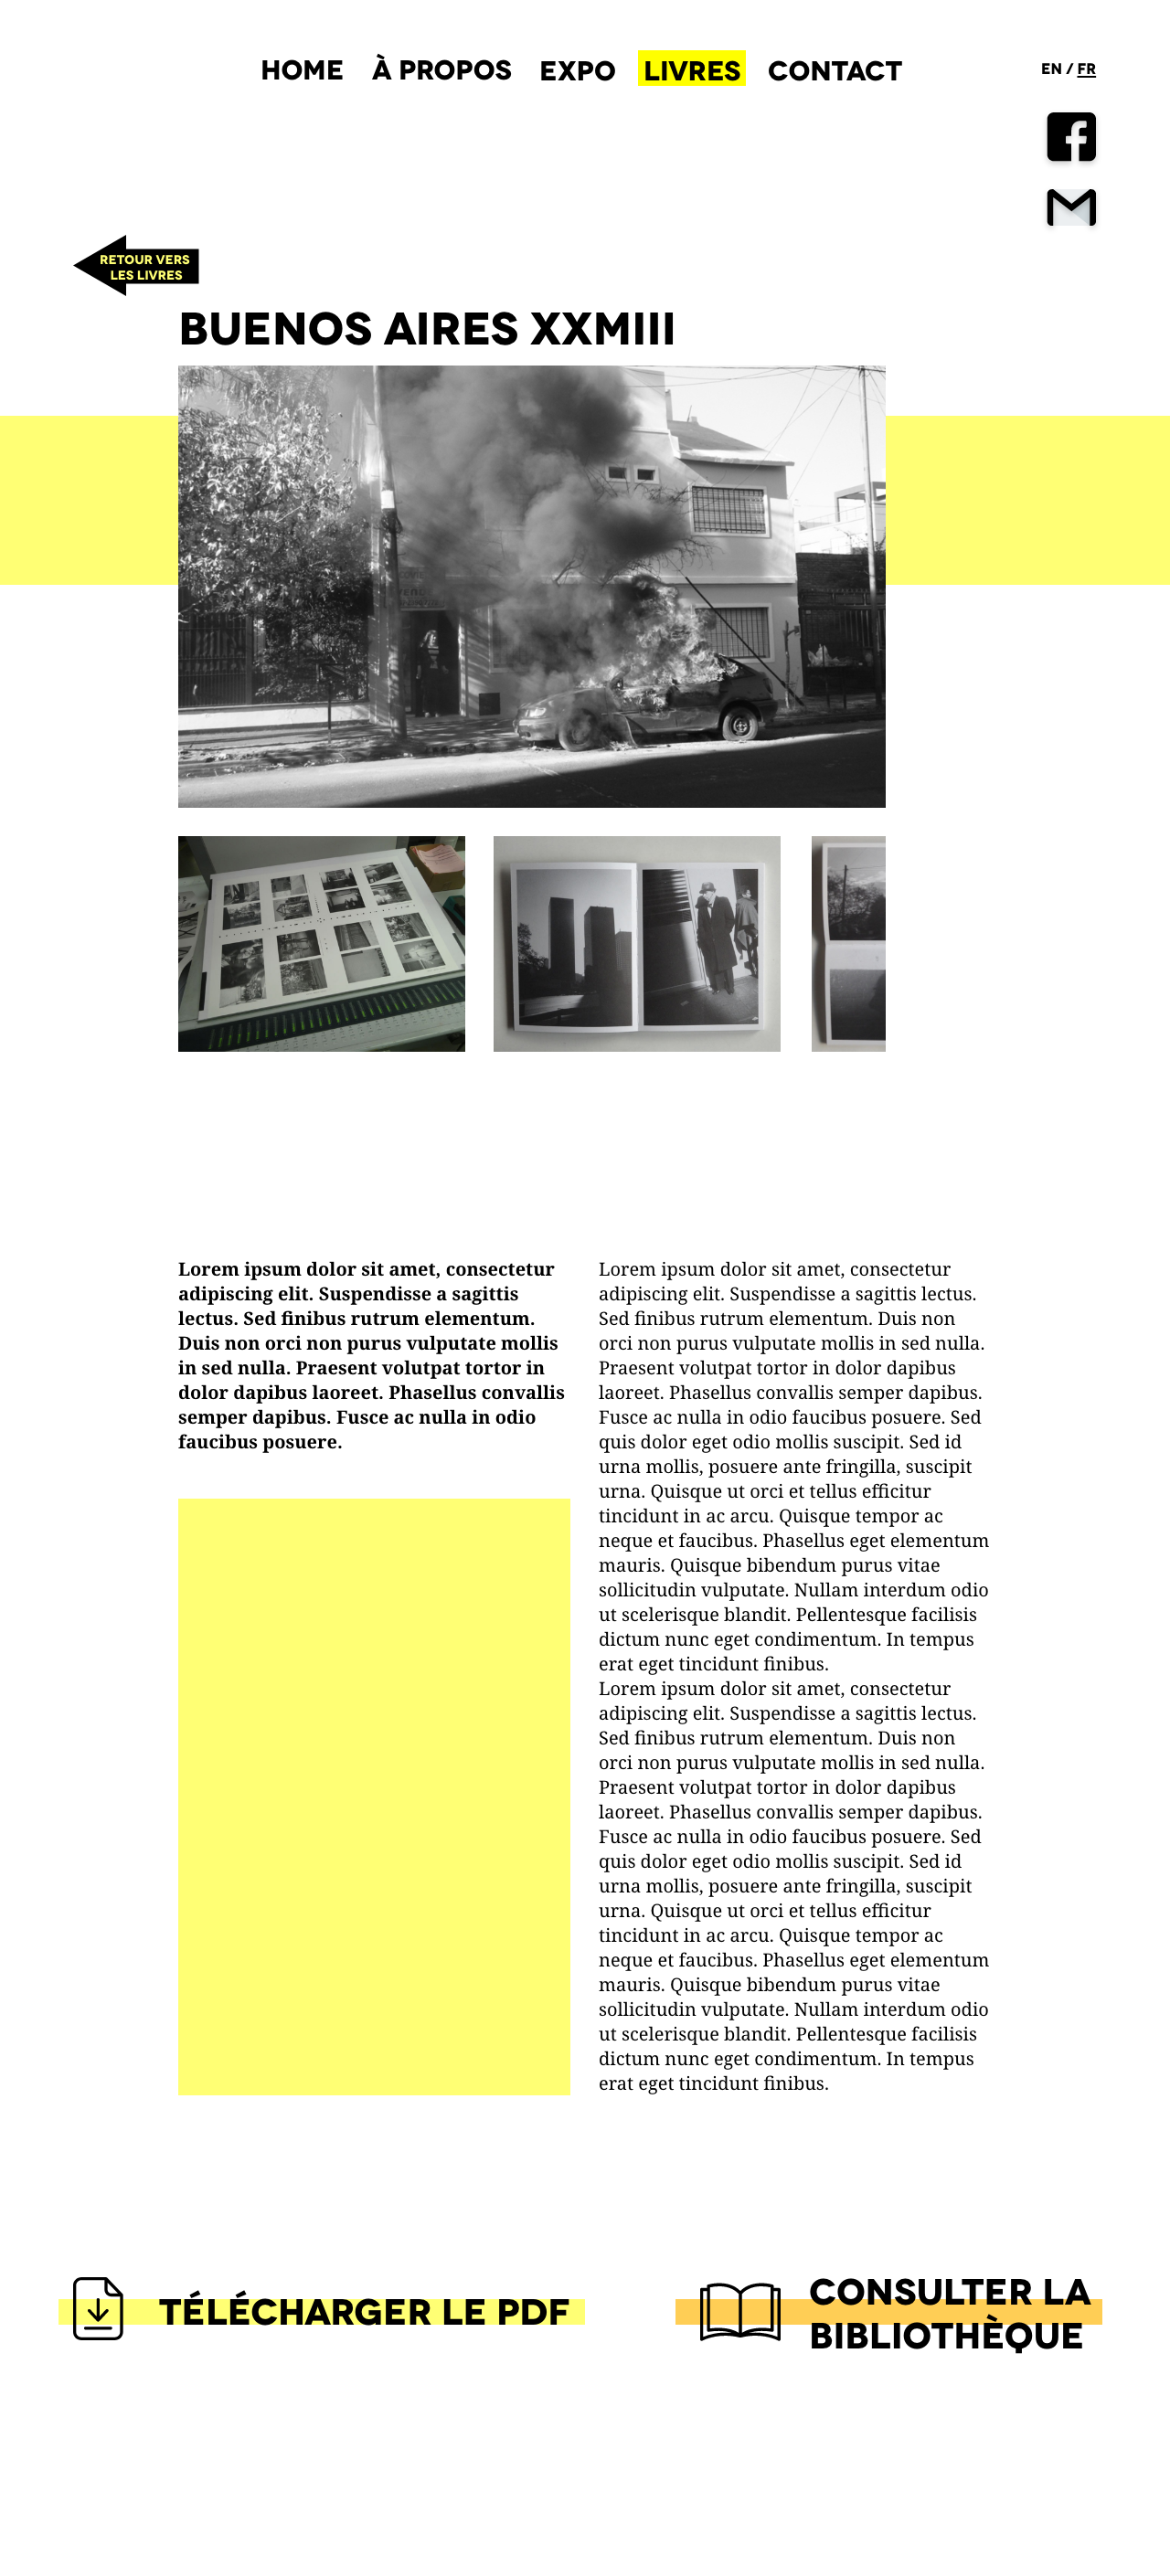 HOME À PROPOS EXPO LIVRES CONTACT EN / FR
RETOUR VERS
LES LIVRES
BUENOS AIRES XXMIII
Lorem ipsum dolor sit amet, consectetur
adipiscing elit. Suspendisse a sagittis
lectus. Sed finibus rutrum elementum.
Duis non orci non purus vulputate mollis
in sed nulla. Praesent volutpat tortor in
dolor dapibus laoreet. Phasellus convallis
semper dapibus. Fusce ac nulla in odio
faucibus posuere.
Lorem ipsum dolor sit amet, consectetur
adipiscing elit. Suspendisse a sagittis lectus.
Sed finibus rutrum elementum. Duis non
orci non purus vulputate mollis in sed nulla.
Praesent volutpat tortor in dolor dapibus
laoreet. Phasellus convallis semper dapibus.
Fusce ac nulla in odio faucibus posuere. Sed
quis dolor eget odio mollis suscipit. Sed id
urna mollis, posuere ante fringilla, suscipit
urna. Quisque ut orci et tellus efficitur
tincidunt in ac arcu. Quisque tempor ac
neque et faucibus. Phasellus eget elementum
mauris. Quisque bibendum purus vitae
sollicitudin vulputate. Nullam interdum odio
ut scelerisque blandit. Pellentesque facilisis
dictum nunc eget condimentum. In tempus
erat eget tincidunt finibus.
Lorem ipsum dolor sit amet, consectetur
adipiscing elit. Suspendisse a sagittis lectus.
Sed finibus rutrum elementum. Duis non
orci non purus vulputate mollis in sed nulla.
Praesent volutpat tortor in dolor dapibus
laoreet. Phasellus convallis semper dapibus.
Fusce ac nulla in odio faucibus posuere. Sed
quis dolor eget odio mollis suscipit. Sed id
urna mollis, posuere ante fringilla, suscipit
urna. Quisque ut orci et tellus efficitur
tincidunt in ac arcu. Quisque tempor ac
neque et faucibus. Phasellus eget elementum
mauris. Quisque bibendum purus vitae
sollicitudin vulputate. Nullam interdum odio
ut scelerisque blandit. Pellentesque facilisis
dictum nunc eget condimentum. In tempus
erat eget tincidunt finibus.
TÉLÉCHARGER LE PDF
CONSULTER LA
BIBLIOTHÈQUE